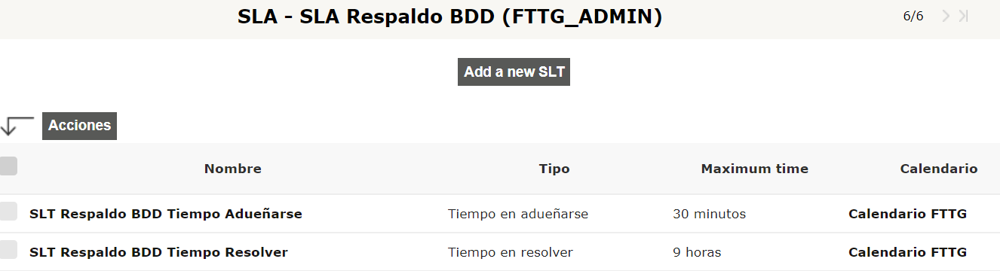 SLA - SLA Respaldo BDD (FTTG_ADMIN) 6/6
Add a new SLT
Acciones
Nombre Tipo Maximum time Calendario
SLT Respaldo BDD Tiempo Adueñarse Tiempo en adueñarse 30 minutos Calendario FTTG
SLT Respaldo BDD Tiempo Resolver Tiempo en resolver 9 horas Calendario FTTG